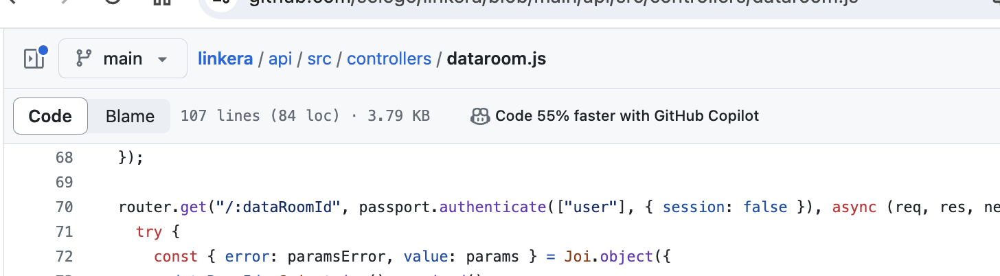 github.com/selego/linkera/blob/main/api/src/controllers/dataroom.js
main linkera / api / src / controllers / dataroom.js
Code Blame 107 lines (84 loc) · 3.79 KB Code 55% faster with GitHub Copilot
68 });
69
70 router.get("/:dataRoomId", passport.authenticate(["user"], { session: false }), async (req, res, ne
71 try {
72 const { error: paramsError, value: params } = Joi.object({